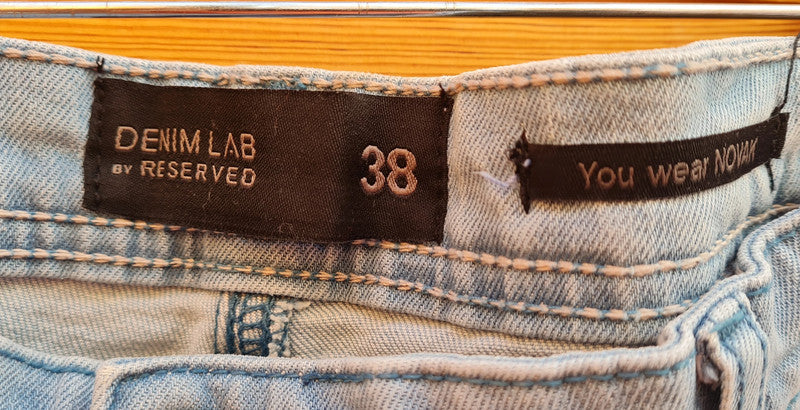 DENIM LAB
BY RESERVED
38
You wear NOVAK